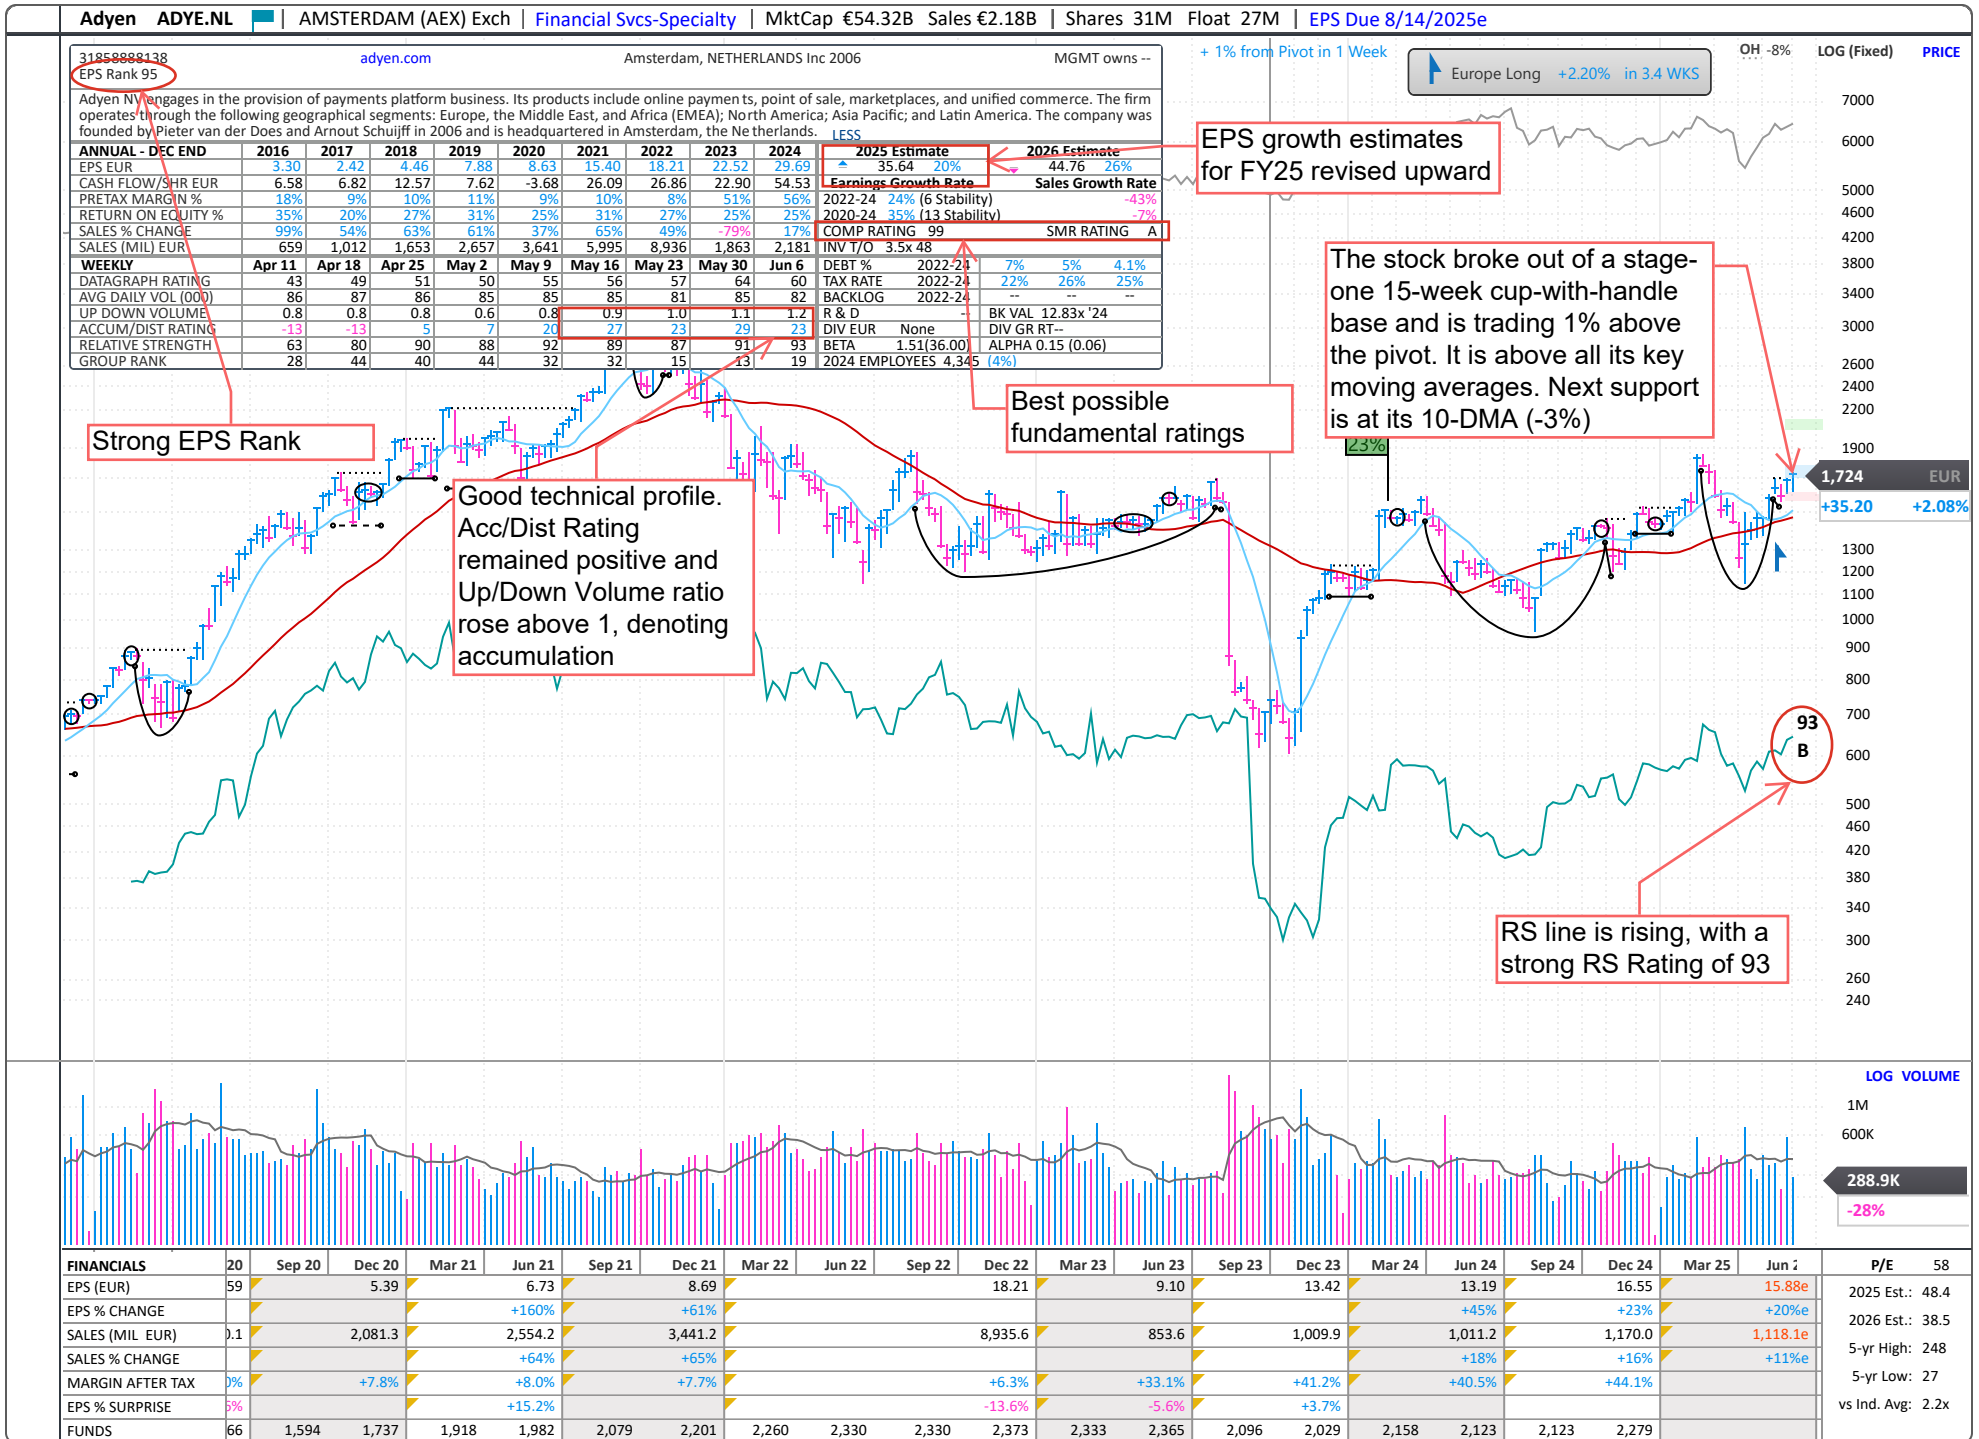 Adyen ADYE.NL | AMSTERDAM (AEX) Exch | Financial Svcs-Specialty | MktCap €54.32B Sales €2.18B | Shares 31M Float 27M | EPS Due 8/14/2025e
31858888138 adyen.com Amsterdam, NETHERLANDS Inc 2006 MGMT owns --
EPS Rank 95
Adyen NV engages in the provision of payments platform business. Its products include online payments, point of sale, marketplaces, and unified commerce. The firm
operates through the following geographical segments: Europe, the Middle East, and Africa (EMEA); North America; Asia Pacific; and Latin America. The company was
founded by Pieter van der Does and Arnout Schuijff in 2006 and is headquartered in Amsterdam, the Netherlands. LESS
ANNUAL - DEC END 2016 2017 2018 2019 2020 2021 2022 2023 2024 2025 Estimate 2026 Estimate
EPS EUR 3.30 2.42 4.46 7.88 8.63 15.40 18.21 22.52 29.69 35.64 20% 44.76 26%
CASH FLOW/SHR EUR 6.58 6.82 12.57 7.62 -3.68 26.09 26.86 22.90 54.53 Earnings Growth Rate Sales Growth Rate
PRETAX MARGIN % 18% 9% 10% 11% 9% 10% 8% 51% 56% 2022-24 24% (6 Stability) -43%
RETURN ON EQUITY % 35% 20% 27% 31% 25% 31% 27% 25% 25% 2020-24 35% (13 Stability) -7%
SALES % CHANGE 99% 54% 63% 61% 37% 65% 49% -79% 17% COMP RATING 99 SMR RATING A
SALES (MIL) EUR 659 1,012 1,653 2,657 3,641 5,995 8,936 1,863 2,181 INV T/O 3.5x 48
WEEKLY Apr 11 Apr 18 Apr 25 May 2 May 9 May 16 May 23 May 30 Jun 6 DEBT % 2022-24 7% 5% 4.1%
DATAGRAPH RATING 43 49 51 50 55 56 57 64 60 TAX RATE 2022-24 22% 26% 25%
AVG DAILY VOL (000) 86 87 86 85 85 85 81 85 82 BACKLOG 2022-24 -- -- --
UP DOWN VOLUME 0.8 0.8 0.8 0.6 0.8 0.9 1.0 1.1 1.2 R & D -- BK VAL 12.83x '24
ACCUM/DIST RATING -13 -13 5 7 20 27 23 29 23 DIV EUR None DIV GR RT--
RELATIVE STRENGTH 63 80 90 88 92 89 87 91 93 BETA 1.51(36.00) ALPHA 0.15 (0.06)
GROUP RANK 28 44 40 44 32 32 15 13 19 2024 EMPLOYEES 4,345 (4%)
+ 1% from Pivot in 1 Week
Europe Long +2.20% in 3.4 WKS
OH -8% LOG (Fixed) PRICE
EPS growth estimates
for FY25 revised upward
The stock broke out of a stage-
one 15-week cup-with-handle
base and is trading 1% above
the pivot. It is above all its key
moving averages. Next support
is at its 10-DMA (-3%)
23%
Best possible
fundamental ratings
Strong EPS Rank
Good technical profile.
Acc/Dist Rating
remained positive and
Up/Down Volume ratio
rose above 1, denoting
accumulation
RS line is rising, with a
strong RS Rating of 93
93
B
7000
6000
5000
4600
4200
3800
3400
3000
2600
2400
2200
1900
1,724 EUR
+35.20 +2.08%
1300
1200
1100
1000
900
800
700
600
500
460
420
380
340
300
260
240
LOG VOLUME
1M
600K
288.9K
-28%
FINANCIALS 20 Sep 20 Dec 20 Mar 21 Jun 21 Sep 21 Dec 21 Mar 22 Jun 22 Sep 22 Dec 22 Mar 23 Jun 23 Sep 23 Dec 23 Mar 24 Jun 24 Sep 24 Dec 24 Mar 25 Jun 2
EPS (EUR) 59 5.39 6.73 8.69 18.21 9.10 13.42 13.19 16.55 15.88e
EPS % CHANGE +160% +61% +45% +23% +20%e
SALES (MIL EUR) 0.1 2,081.3 2,554.2 3,441.2 8,935.6 853.6 1,009.9 1,011.2 1,170.0 1,118.1e
SALES % CHANGE +64% +65% +18% +16% +11%e
MARGIN AFTER TAX 0% +7.8% +8.0% +7.7% +6.3% +33.1% +41.2% +40.5% +44.1%
EPS % SURPRISE 5% +15.2% -13.6% -5.6% +3.7%
FUNDS 66 1,594 1,737 1,918 1,982 2,079 2,201 2,260 2,330 2,330 2,373 2,333 2,365 2,096 2,029 2,158 2,123 2,123 2,279
P/E 58
2025 Est.: 48.4
2026 Est.: 38.5
5-yr High: 248
5-yr Low: 27
vs Ind. Avg: 2.2x